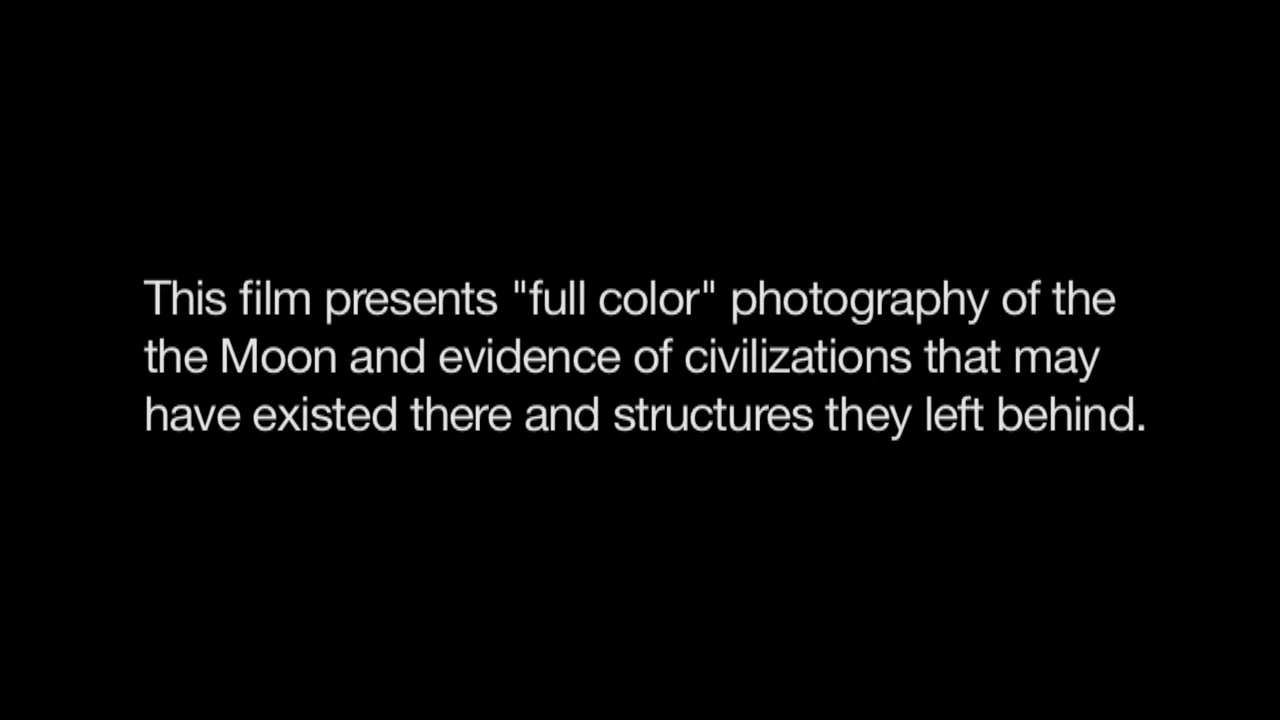 This film presents "full color" photography of the
the Moon and evidence of civilizations that may
have existed there and structures they left behind.